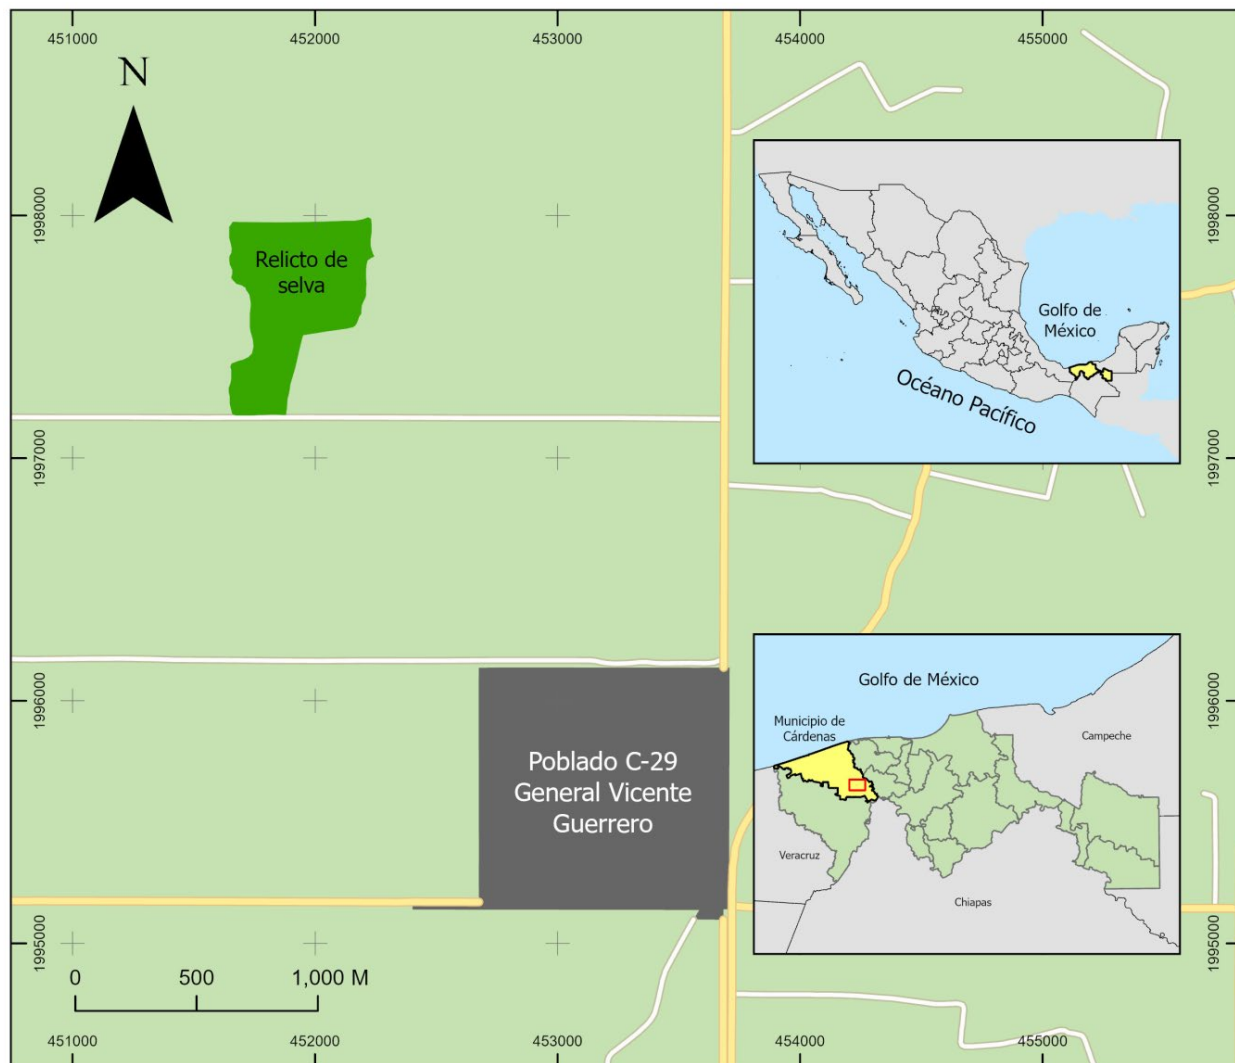 451000
452000
453000
454000
455000
N
1998000
1998000
Relicto de
selva
Golfo de
México
Océano Pacífico
1997000
1997000
1996000
1996000
Golfo de México
Municipio de
Cárdenas
Campeche
Poblado C-29
General Vicente
Guerrero
Veracruz
Chiapas
1995000
1995000
0 500 1,000 M
451000
452000
453000
454000
455000